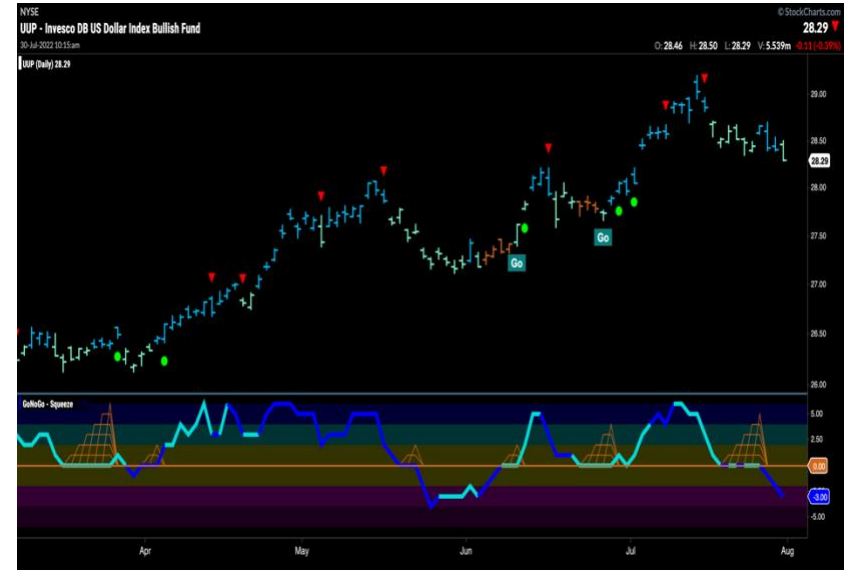 NYSE
© StockCharts.com
UUP - Invesco DB US Dollar Index Bullish Fund
28.29
30-Jul-2022 10:15am
O: 28.46 H: 28.50 L: 28.29 V: 5.539m -0.11 (-0.39%)
UUP (Daily) 28.29
29.00
28.50
28.29
28.00
27.50
Go
Go
27.00
26.50
26.00
GoNoGo - Squeeze
5.00
2.50
0.00
-3.00
-5.00
Apr May Jun Jul Aug